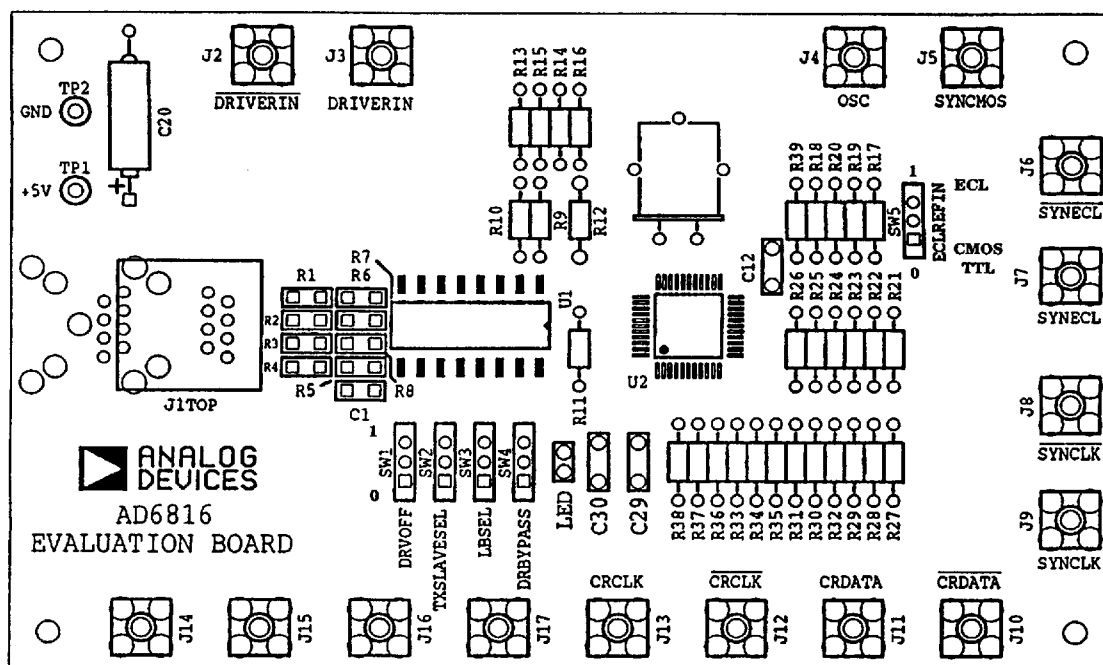 J2
DRIVERIN
J3
DRIVERIN
J4
OSC
J5
SYNCMOS
TP2
GND
C20
TP1
+5V
+
R13
R15
R14
R16
R10
R9
R12
R39
R18
R20
R19
R17
SW5
1
0
ECLREFIN
ECL
CMOS
TTL
J6
SYNECL
J7
SYNECL
C12
R26
R25
R24
R23
R22
R21
R1
R7
R6
R2
R3
R4
R5
R8
C1
U1
J1TOP
R11
U2
J8
SYNCLK
ANALOG
DEVICES
AD6816
EVALUATION BOARD
1
0
SW1
SW2
SW3
SW4
DRVOFF
TXSLAVESEL
LBSEL
DRBYPASS
LED
C30
C29
R38
R37
R36
R33
R34
R35
R31
R30
R32
R29
R28
R27
J9
SYNCLK
CRCLK
CRCLK
CRDATA
CRDATA
J14
J15
J16
J17
J13
J12
J11
J10